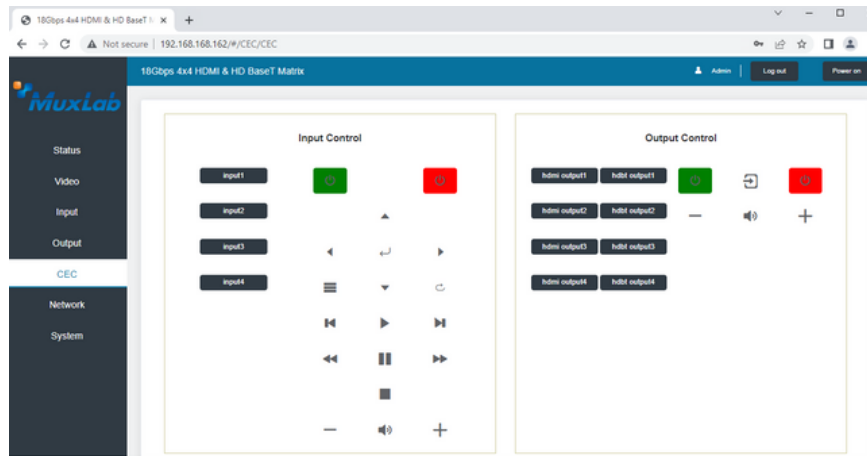 18Gbps 4x4 HDMI & HD BaseT
Not secure | 192.168.168.162/#/CEC/CEC
18Gbps 4x4 HDMI & HD BaseT Matrix
Admin | Log out Power on
MuxLab
Status
Video
Input
Output
CEC
Network
System
Input Control
input1
input2
input3
input4
Output Control
hdmi output1 hdbt output1
hdmi output2 hdbt output2
hdmi output3 hdbt output3
hdmi output4 hdbt output4